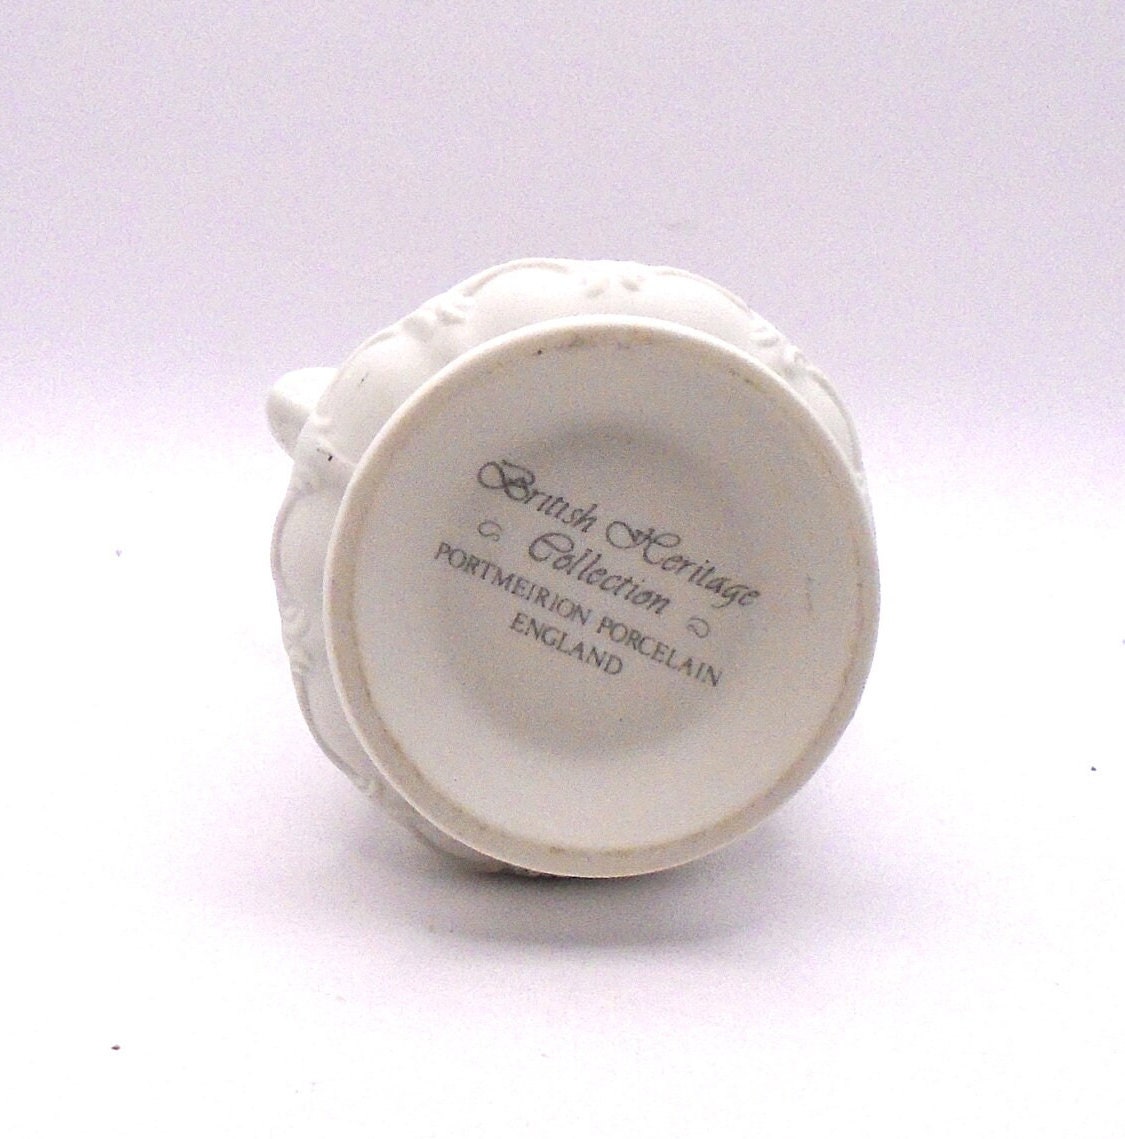 British Heritage
Collection
PORTMEIRION PORCELAIN
ENGLAND